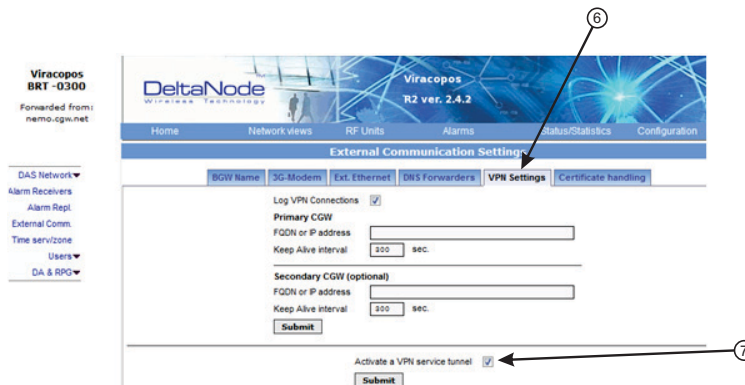 6
Viracopos
BRT -0300
Forwarded from:
nemo.cgw.net
DeltaNode
Wireless Technology
Viracopos
R2 ver. 2.4.2
Home Network views RF Units Alarms Status/Statistics Configuration
External Communication Settings
BGW Name 3G-Modem Ext. Ethernet DNS Forwarders VPN Settings Certificate handling
DAS Network
Alarm Receivers
Alarm Repl.
External Comm.
Time serv/zone
Users
DA & RPG
Log VPN Connections
Primary CGW
FQDN or IP address
Keep Alive interval 300 sec.
Secondary CGW (optional)
FQDN or IP address
Keep Alive interval 300 sec.
Submit
Activate a VPN service tunnel
7
Submit